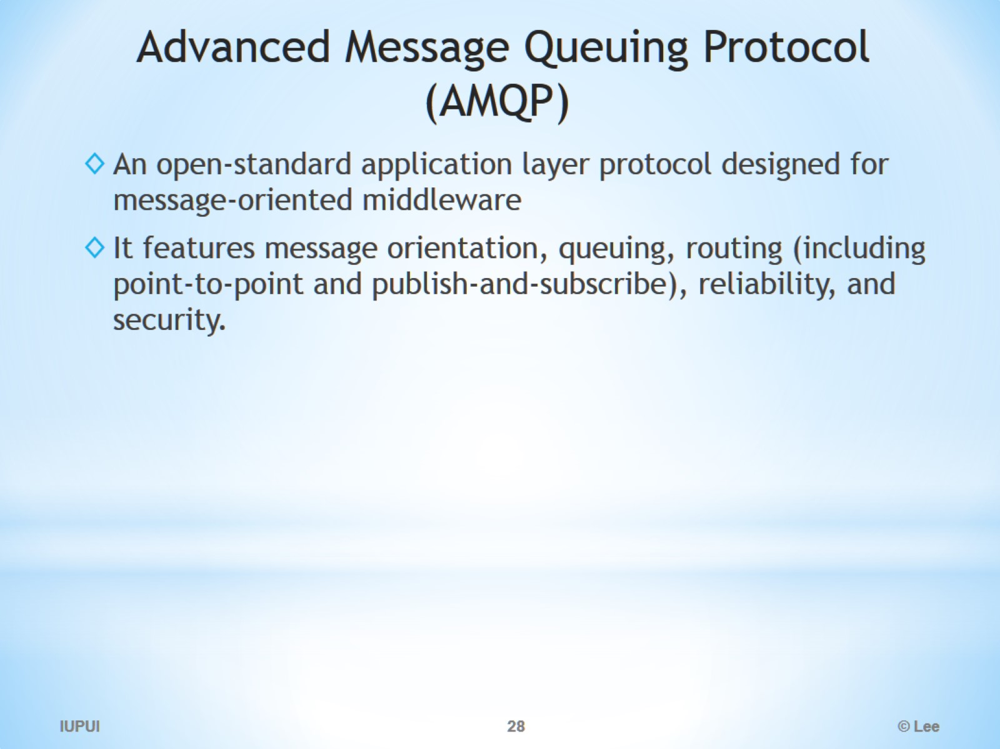 Advanced Message Queuing Protocol
(AMQP)
◇ An open-standard application layer protocol designed for
message-oriented middleware
◇ It features message orientation, queuing, routing (including
point-to-point and publish-and-subscribe), reliability, and
security.
IUPUI 28 © Lee